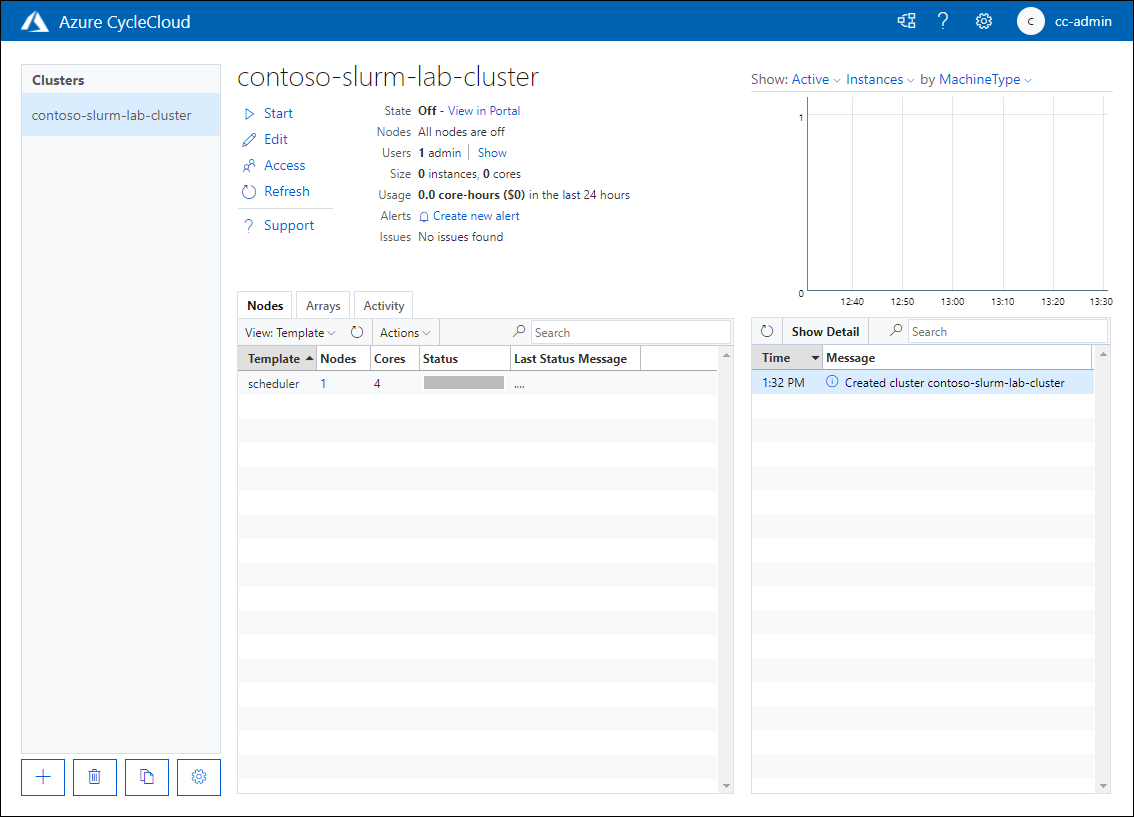 Azure CycleCloud
? C cc-admin
Clusters
contoso-slurm-lab-cluster
contoso-slurm-lab-cluster
Start
Edit
Access
Refresh
? Support
State Off - View in Portal
Nodes All nodes are off
Users 1 admin Show
Size 0 instances, 0 cores
Usage 0.0 core-hours ($0) in the last 24 hours
Alerts Create new alert
Issues No issues found
Show: Active Instances by MachineType
1
0
12:40 12:50 13:00 13:10 13:20 13:30
Nodes Arrays Activity
View: Template Actions Search
Template Nodes Cores Status Last Status Message
scheduler 1 4 ....
Show Detail Search
Time Message
1:32 PM Created cluster contoso-slurm-lab-cluster